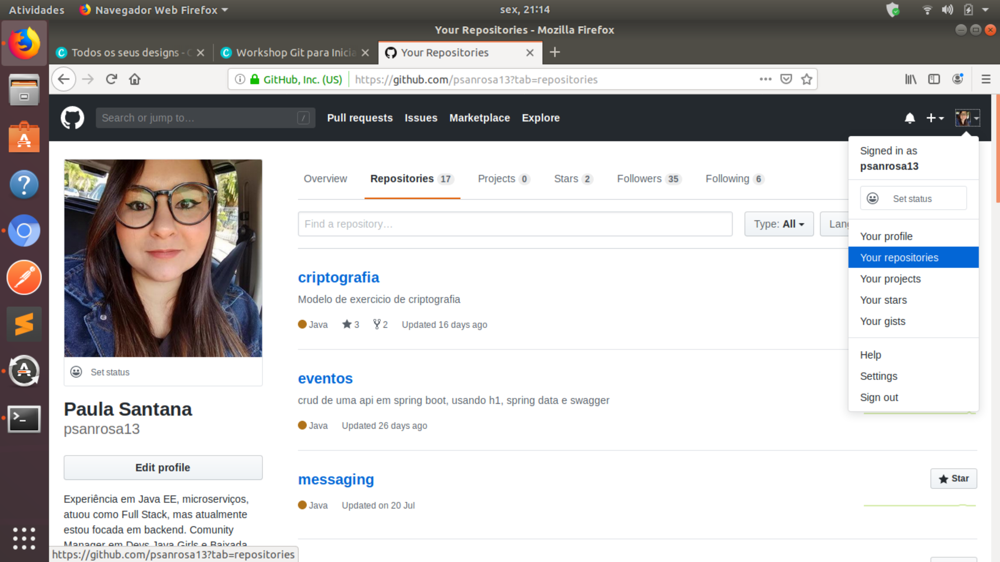 Atividades
Navegador Web Firefox
sex, 21:14
Your Repositories - Mozilla Firefox
Todos os seus designs - C
Workshop Git para Inicia
Your Repositories
GitHub, Inc. (US)
https://github.com/psanrosa13?tab=repositories
Search or jump to…
/
Pull requests
Issues
Marketplace
Explore
Signed in as
psanrosa13
Set status
Your profile
Your repositories
Your projects
Your stars
Your gists
Help
Settings
Sign out
Overview
Repositories 17
Projects 0
Stars 2
Followers 35
Following 6
Find a repository…
Type: All
Lang
criptografia
Modelo de exercicio de criptografia
Java 3 2 Updated 16 days ago
eventos
crud de uma api em spring boot, usando h1, spring data e swagger
Java Updated 26 days ago
messaging
Star
Java Updated on 20 Jul
Set status
Paula Santana
psanrosa13
Edit profile
Experiência em Java EE, microserviços,
atuou como Full Stack, mas atualmente
estou focada em backend. Comunity
Manager em Devs Java Girls e Baixada
https://github.com/psanrosa13?tab=repositories